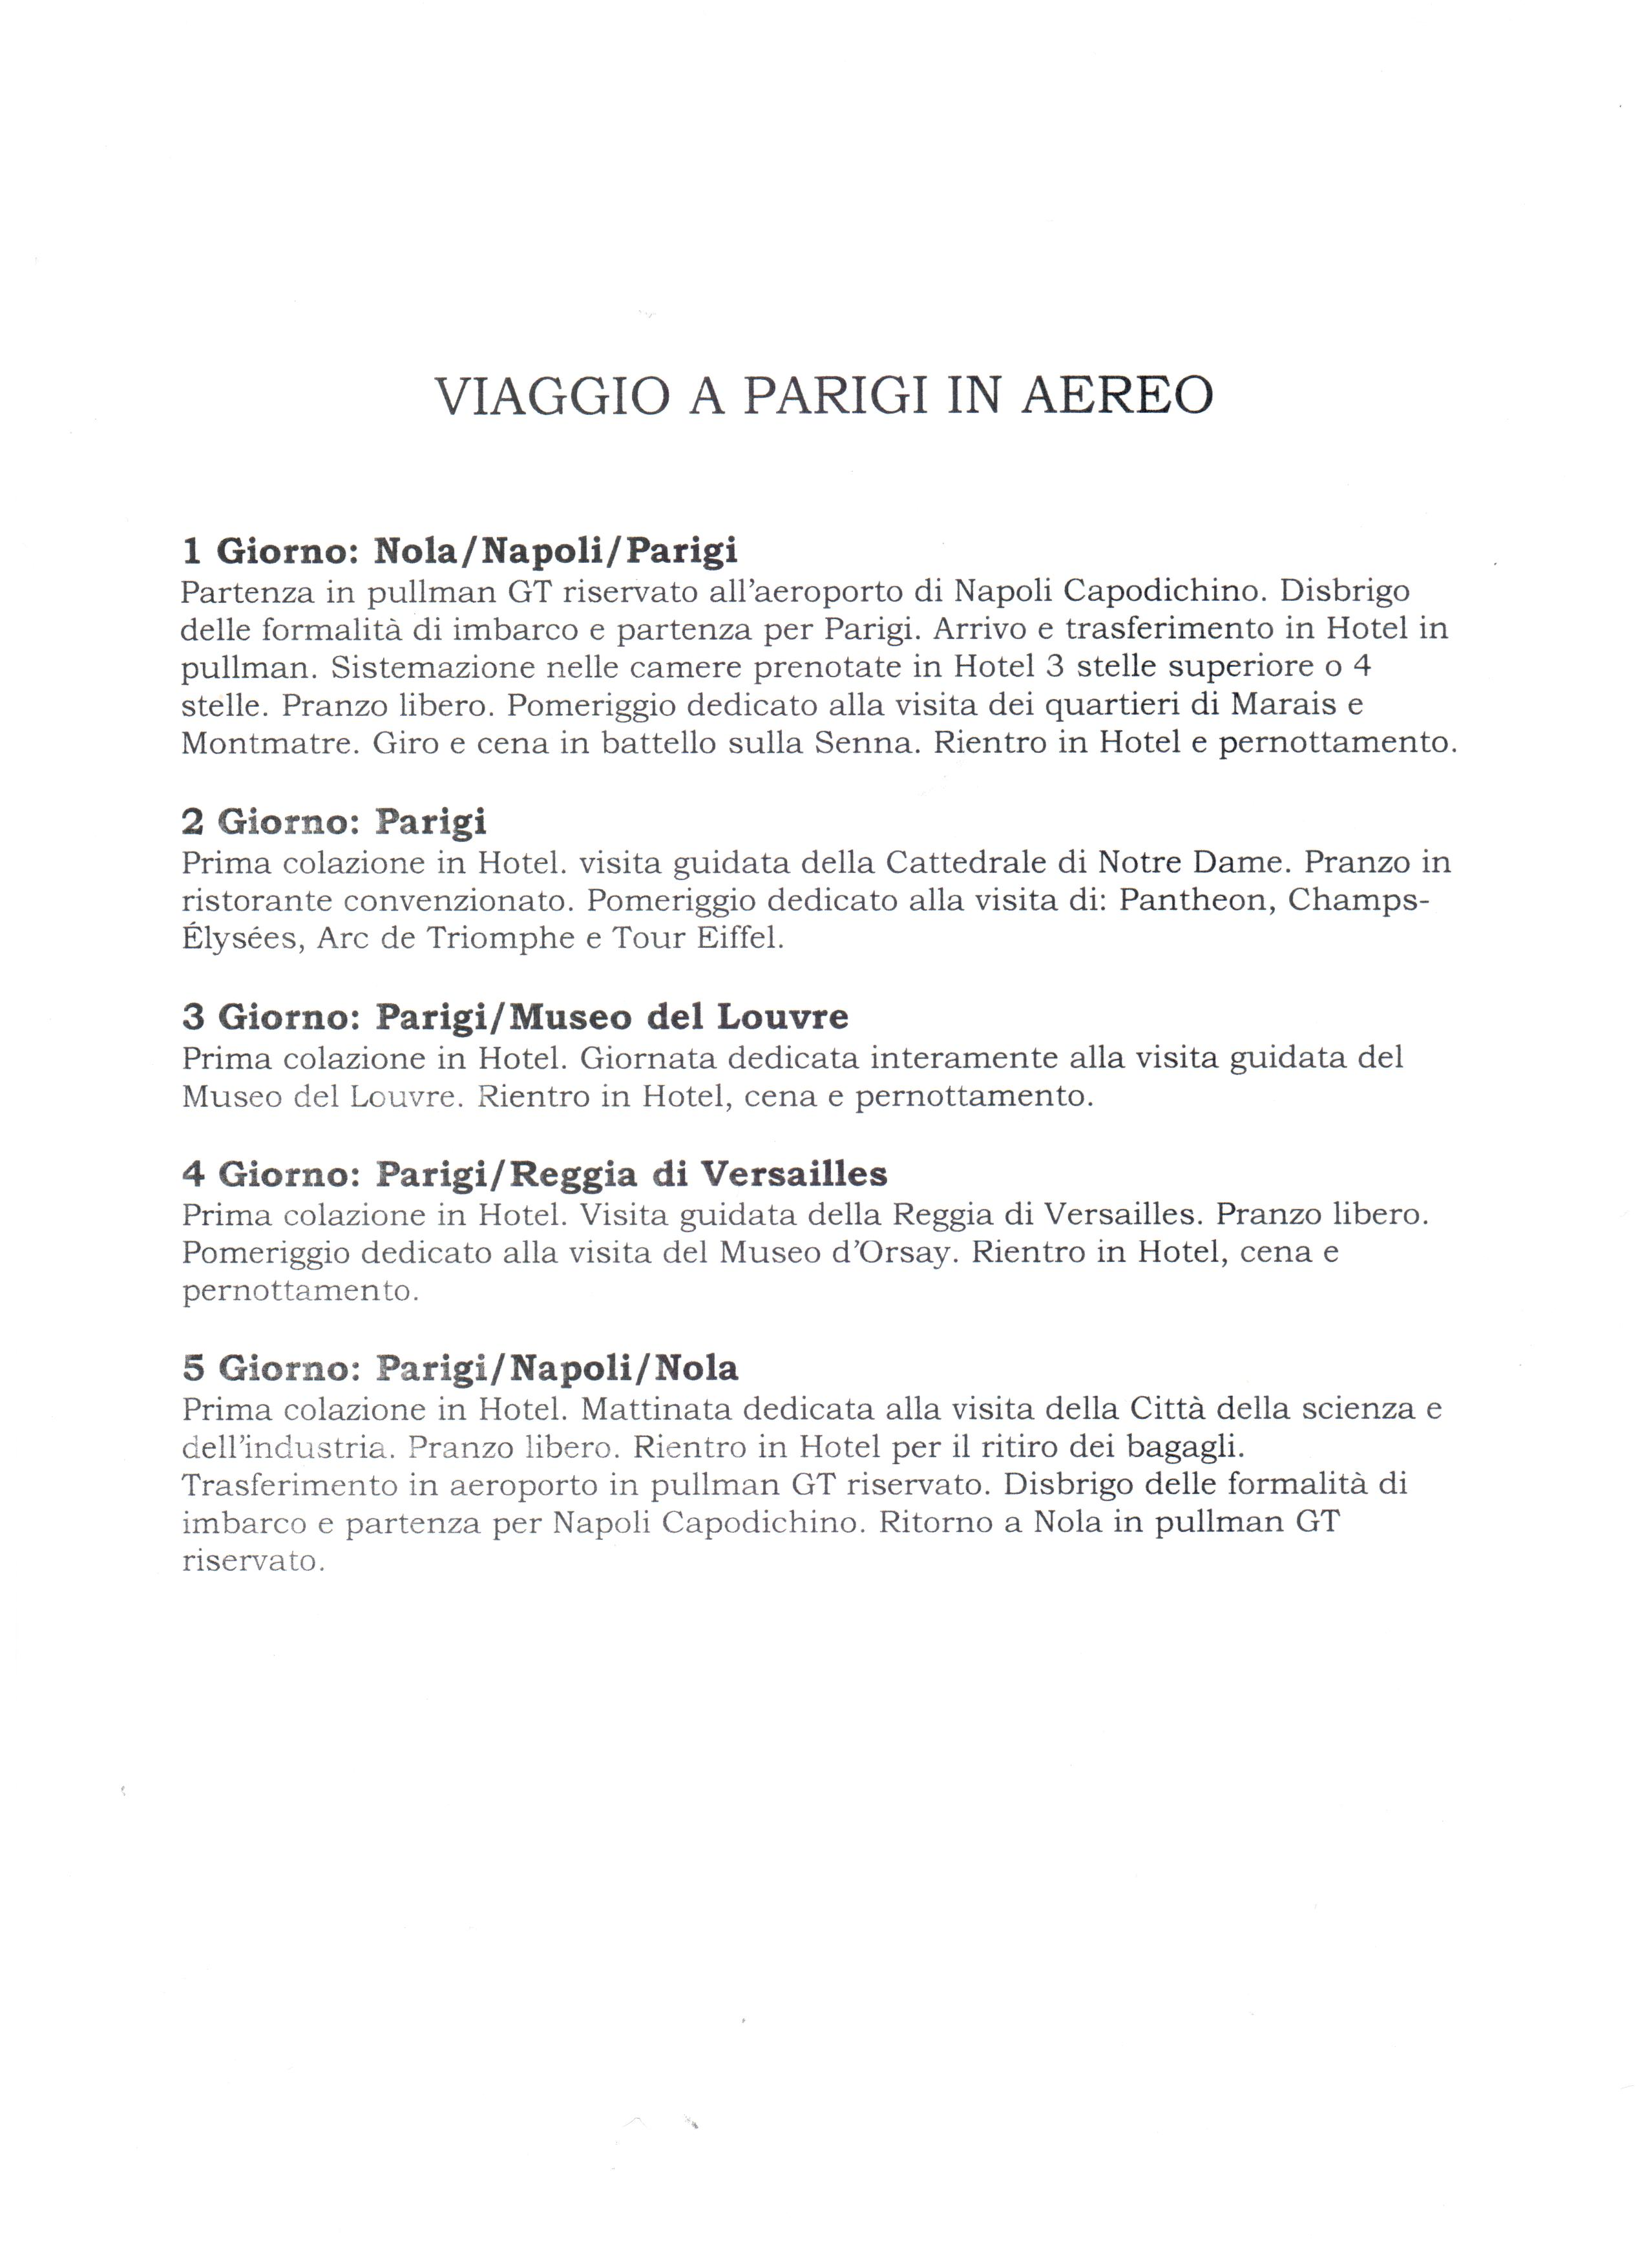 VIAGGIO A PARIGI IN AEREO
1 Giorno: Nola/Napoli/Parigi
Partenza in pullman GT riservato all'aeroporto di Napoli Capodichino. Disbrigo
delle formalità di imbarco e partenza per Parigi. Arrivo e trasferimento in Hotel in
pullman. Sistemazione nelle camere prenotate in Hotel 3 stelle superiore o 4
stelle. Pranzo libero. Pomeriggio dedicato alla visita dei quartieri di Marais e
Montmatre. Giro e cena in battello sulla Senna. Rientro in Hotel e pernottamento.
2 Giorno: Parigi
Prima colazione in Hotel. visita guidata della Cattedrale di Notre Dame. Pranzo in
ristorante convenzionato. Pomeriggio dedicato alla visita di: Pantheon, Champs-
Élysées, Arc de Triomphe e Tour Eiffel.
3 Giorno: Parigi/Museo del Louvre
Prima colazione in Hotel. Giornata dedicata interamente alla visita guidata del
Museo del Louvre. Rientro in Hotel, cena e pernottamento.
4 Giorno: Parigi/Reggia di Versailles
Prima colazione in Hotel. Visita guidata della Reggia di Versailles. Pranzo libero.
Pomeriggio dedicato alla visita del Museo d'Orsay. Rientro in Hotel, cena e
pernottamento.
5 Giorno: Parigi/Napoli/Nola
Prima colazione in Hotel. Mattinata dedicata alla visita della Città della scienza e
dell'industria. Pranzo libero. Rientro in Hotel per il ritiro dei bagagli.
Trasferimento in aeroporto in pullman GT riservato. Disbrigo delle formalità di
imbarco e partenza per Napoli Capodichino. Ritorno a Nola in pullman GT
riservato.